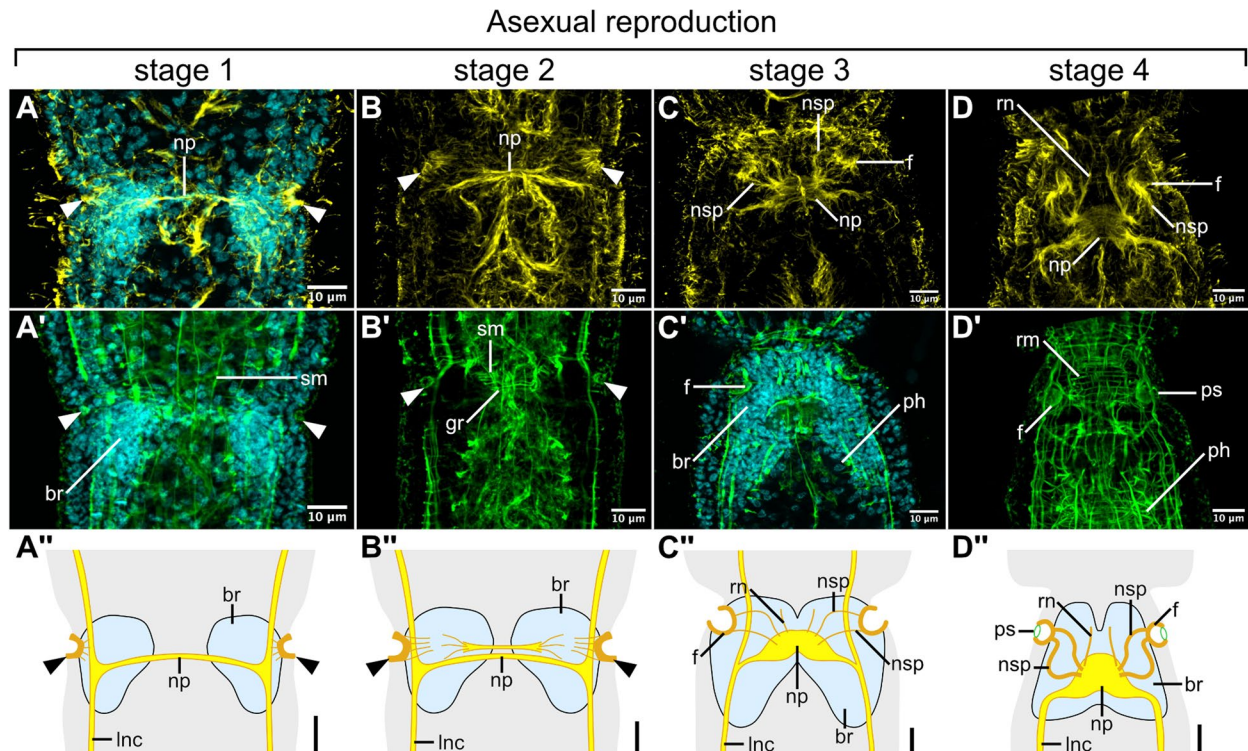 Asexual reproduction
stage 1 stage 2 stage 3 stage 4
A np 10 µm
B np 10 µm
C nsp f nsp np 10 µm
D rn f nsp np 10 µm
A' sm br 10 µm
B' sm gr 10 µm
C' f ph br 10 µm
D' rm ps f ph 10 µm
A" br np lnc
B" br np lnc
C" rn nsp f nsp np br lnc
D" rn nsp f ps nsp br np lnc